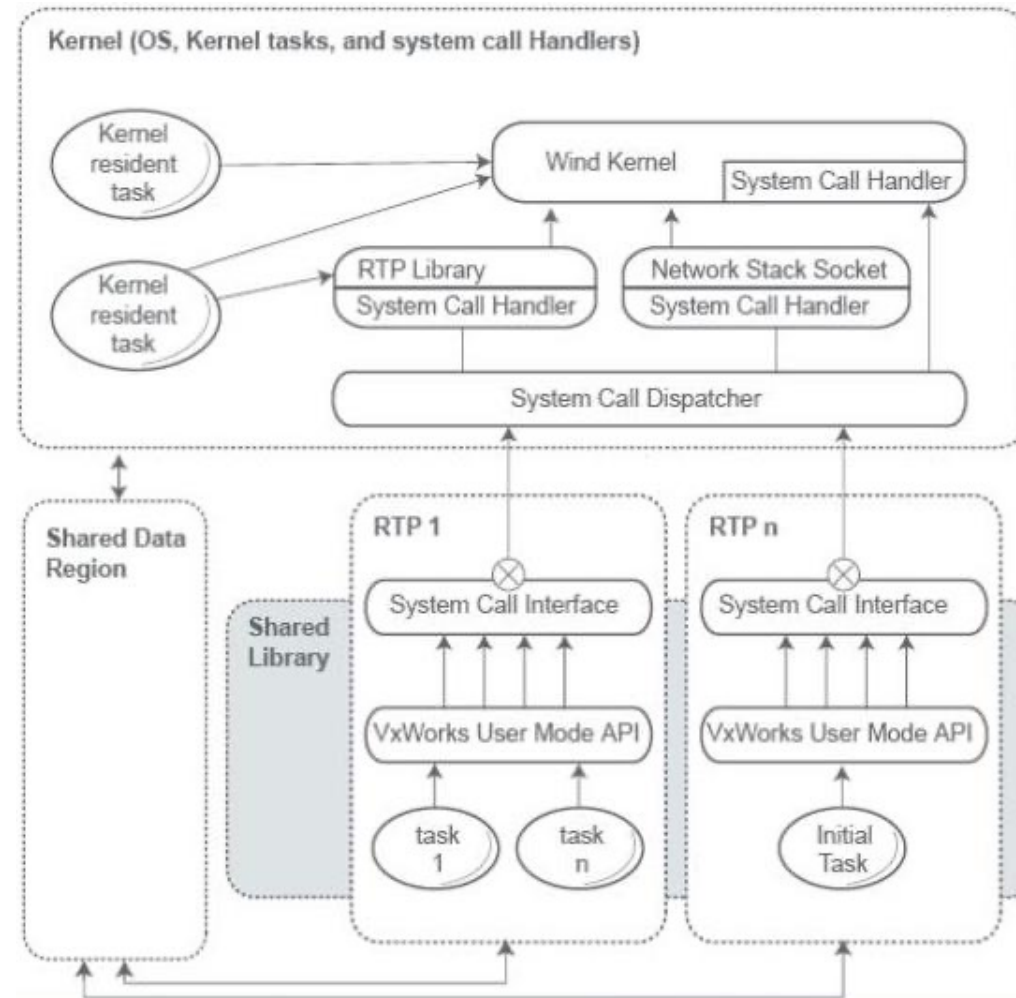 Kernel (OS, Kernel tasks, and system call Handlers)
Kernel
resident
task
Wind Kernel
System Call Handler
Kernel
resident
task
RTP Library
System Call Handler
Network Stack Socket
System Call Handler
System Call Dispatcher
Shared Data
Region
Shared
Library
RTP 1
System Call Interface
VxWorks User Mode API
task
1
task
n
RTP n
System Call Interface
VxWorks User Mode API
Initial
Task